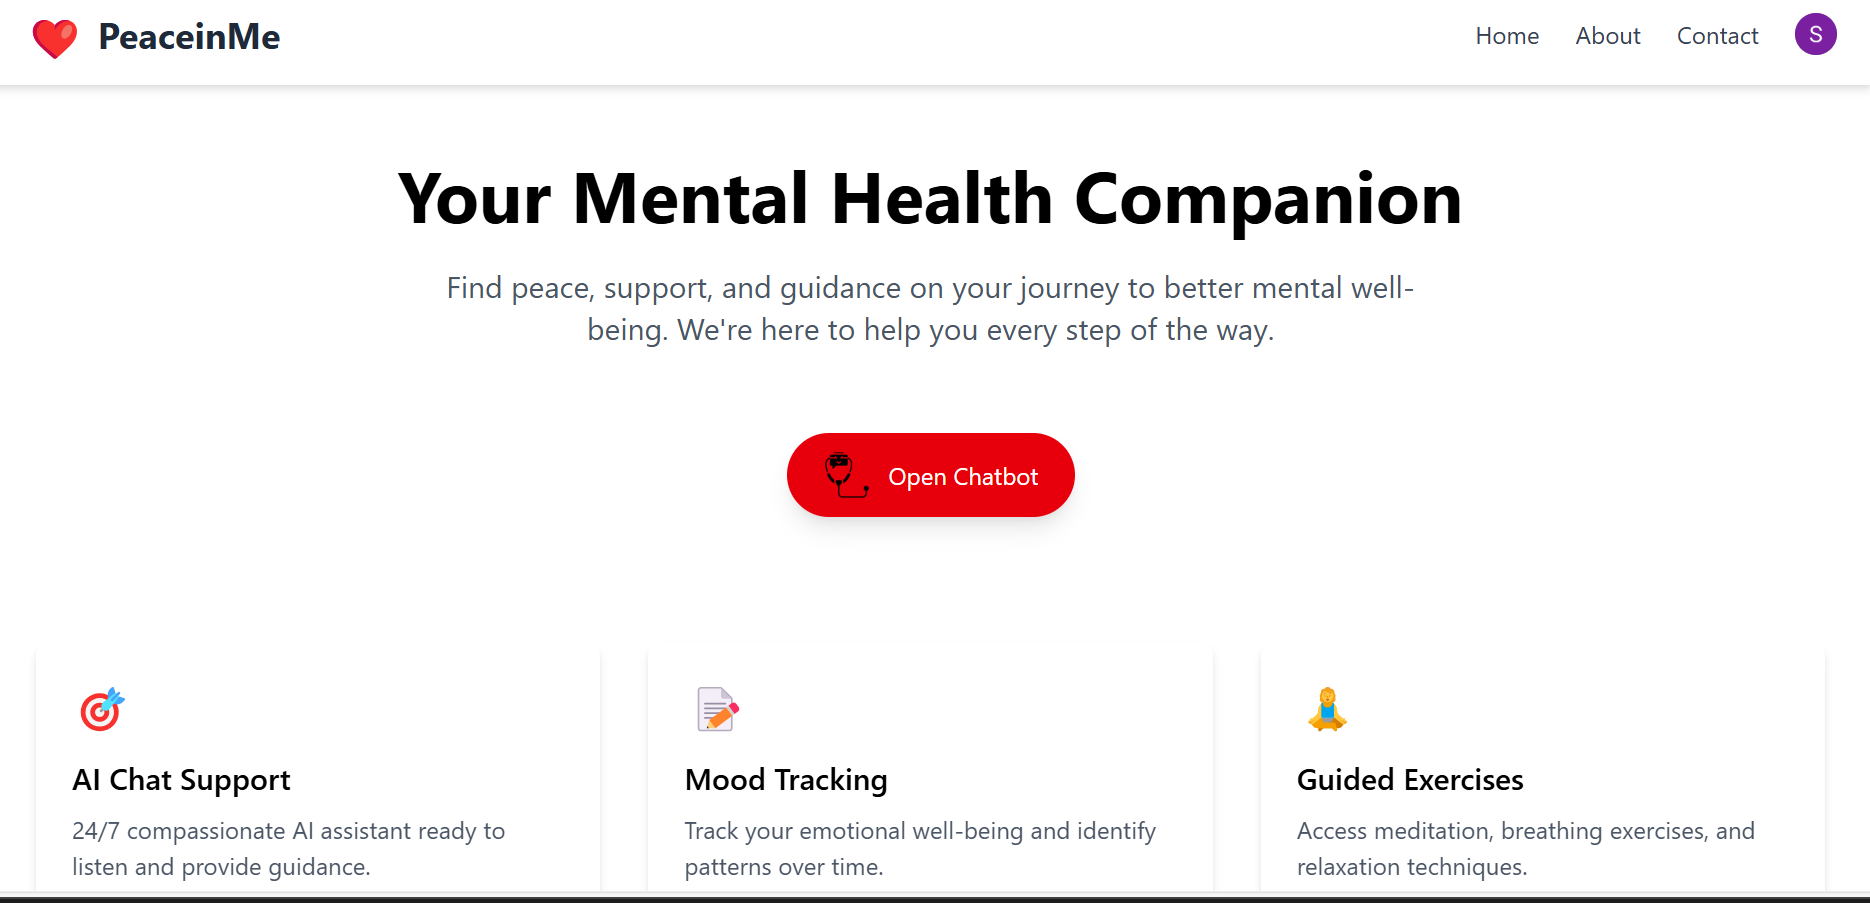 PeaceinMe
Home About Contact S
Your Mental Health Companion
Find peace, support, and guidance on your journey to better mental well-
being. We're here to help you every step of the way.
Open Chatbot
AI Chat Support
24/7 compassionate AI assistant ready to
listen and provide guidance.
Mood Tracking
Track your emotional well-being and identify
patterns over time.
Guided Exercises
Access meditation, breathing exercises, and
relaxation techniques.